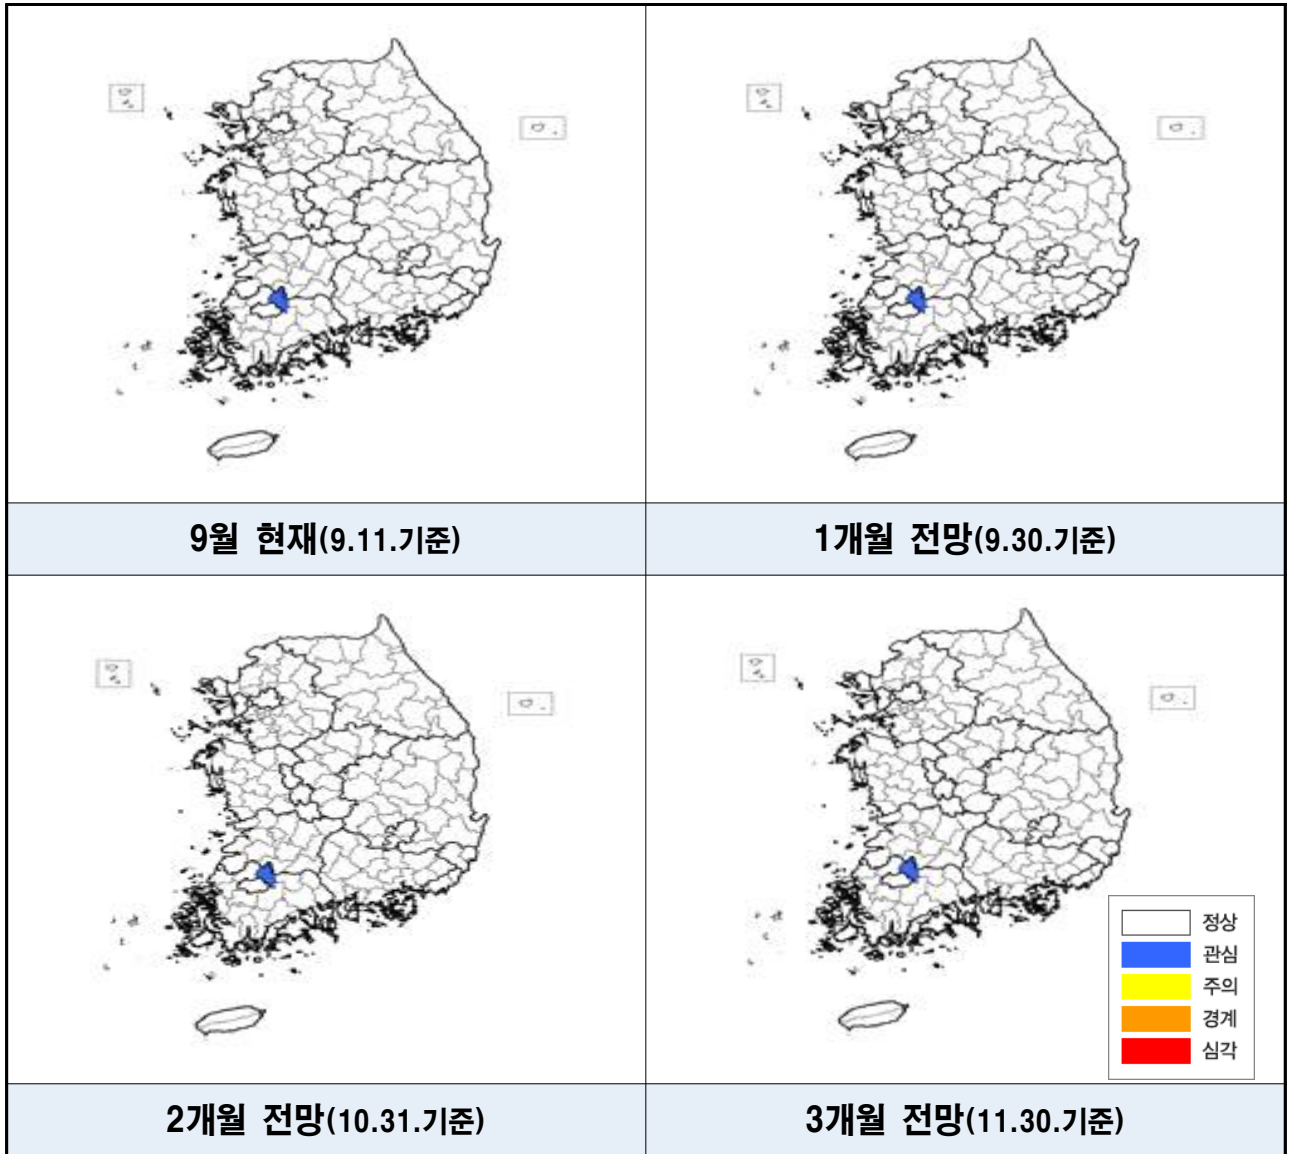 9월 현재(9.11.기준)
1개월 전망(9.30.기준)
정상
관심
주의
경계
심각
2개월 전망(10.31.기준)
3개월 전망(11.30.기준)